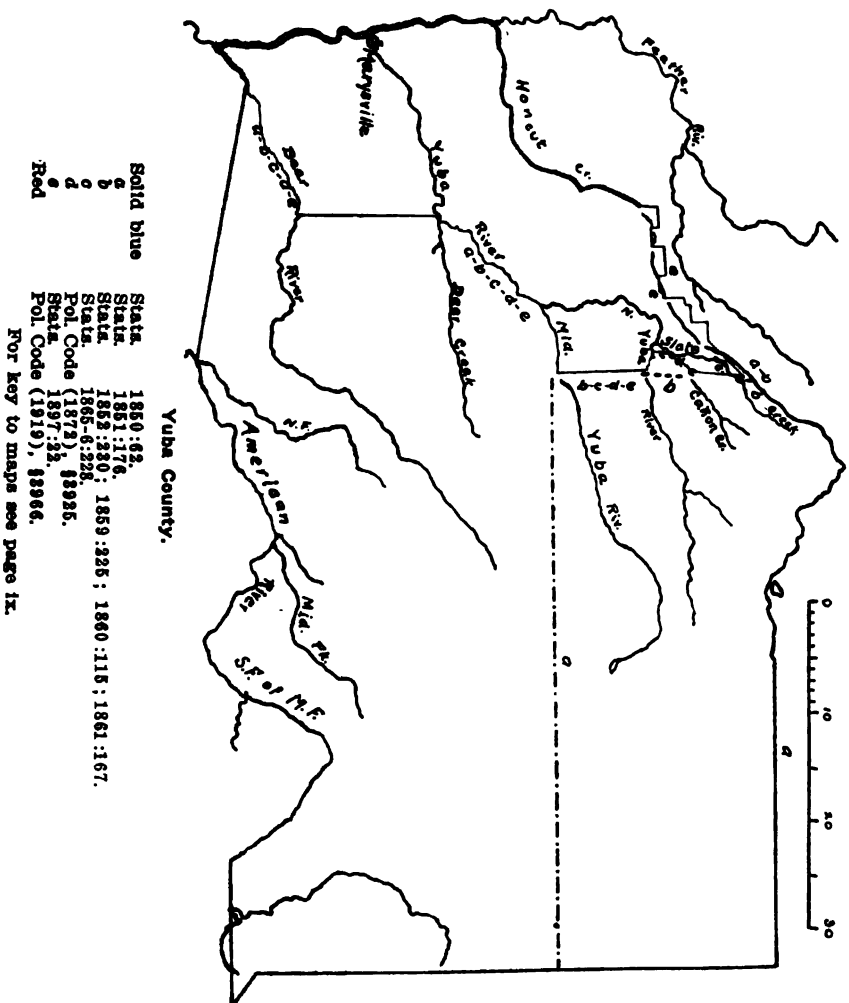 0 10 20 30
a
a
a-b
Creek
b
Slate
Cañon Cr.
e
e
Feather
Riv.
N.
Yuba
River
b
b-c-d-e
Mid.
Yuba Riv.
Honcut
Cr.
River
a-b-c-d-e
Yuba
Deer Creek
Marysville
Bear
a-b-c-d-e
River
N.F.
American
River
Mid. Fk.
S.F. of M.F.
Yuba County.
Solid blue Stats. 1850:62.
a Stats. 1851:176.
b Stats. 1852:230; 1859:225; 1860:115; 1861:167.
c Stats. 1865-6:228.
d Pol. Code (1872), §3925.
e Stats. 1897:22.
Red Pol. Code (1919), §3966.
For key to maps see page ix.